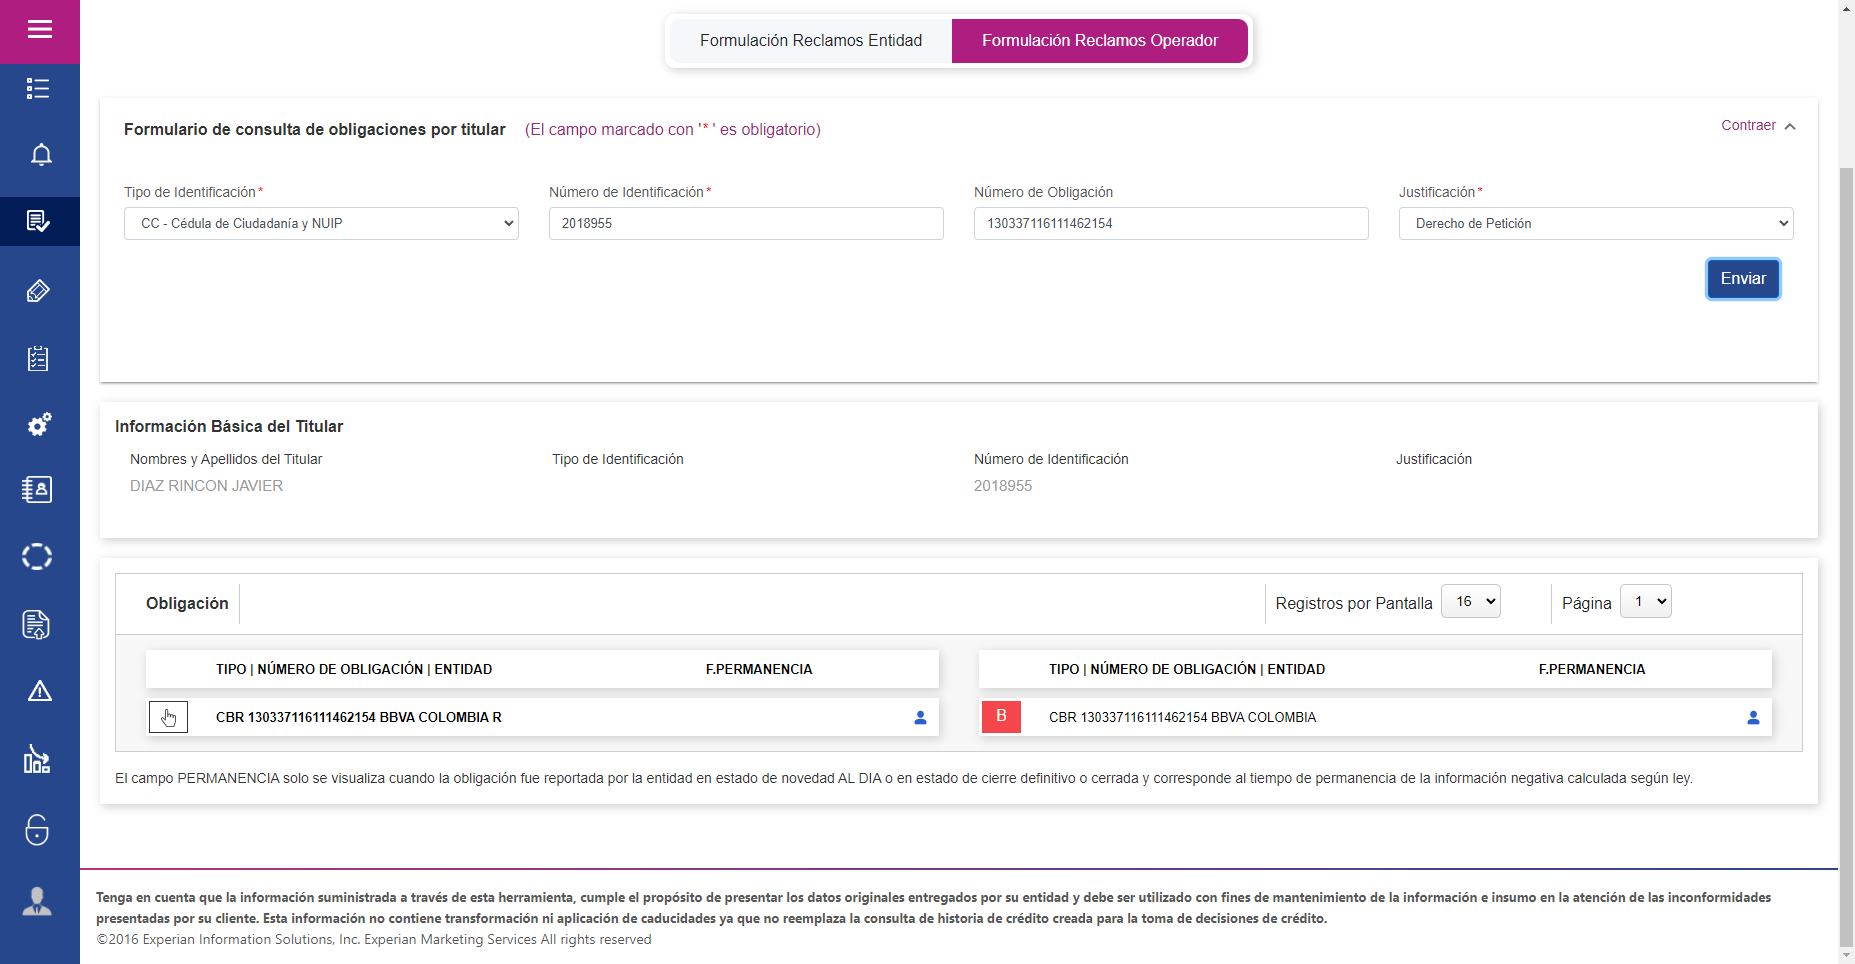 Formulación Reclamos Entidad
Formulación Reclamos Operador
Formulario de consulta de obligaciones por titular (El campo marcado con '*' es obligatorio)
Contraer
Tipo de Identificación*
Número de Identificación*
Número de Obligación
Justificación*
CC - Cédula de Ciudadanía y NUIP
2018955
130337116111462154
Derecho de Petición
Enviar
Información Básica del Titular
Nombres y Apellidos del Titular
Tipo de Identificación
Número de Identificación
Justificación
DIAZ RINCON JAVIER
2018955
Obligación
Registros por Pantalla 16
Página 1
TIPO | NÚMERO DE OBLIGACIÓN | ENTIDAD
F.PERMANENCIA
TIPO | NÚMERO DE OBLIGACIÓN | ENTIDAD
F.PERMANENCIA
CBR 130337116111462154 BBVA COLOMBIA R
B
CBR 130337116111462154 BBVA COLOMBIA
El campo PERMANENCIA solo se visualiza cuando la obligación fue reportada por la entidad en estado de novedad AL DIA o en estado de cierre definitivo o cerrada y corresponde al tiempo de permanencia de la información negativa calculada según ley.
Tenga en cuenta que la información suministrada a través de esta herramienta, cumple el propósito de presentar los datos originales entregados por su entidad y debe ser utilizado con fines de mantenimiento de la información e insumo en la atención de las inconformidades
presentadas por su cliente. Esta información no contiene transformación ni aplicación de caducidades ya que no reemplaza la consulta de historia de crédito creada para la toma de decisiones de crédito.
©2016 Experian Information Solutions, Inc. Experian Marketing Services All rights reserved